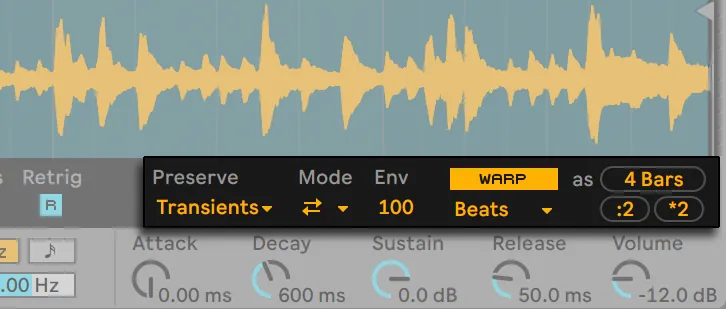 s Retrig
R
Preserve Mode Env WARP as 4 Bars
Transients 100 Beats :2 *2
z
.00 Hz
Attack Decay Sustain Release Volume
0.00 ms 600 ms 0.0 dB 50.0 ms -12.0 dB